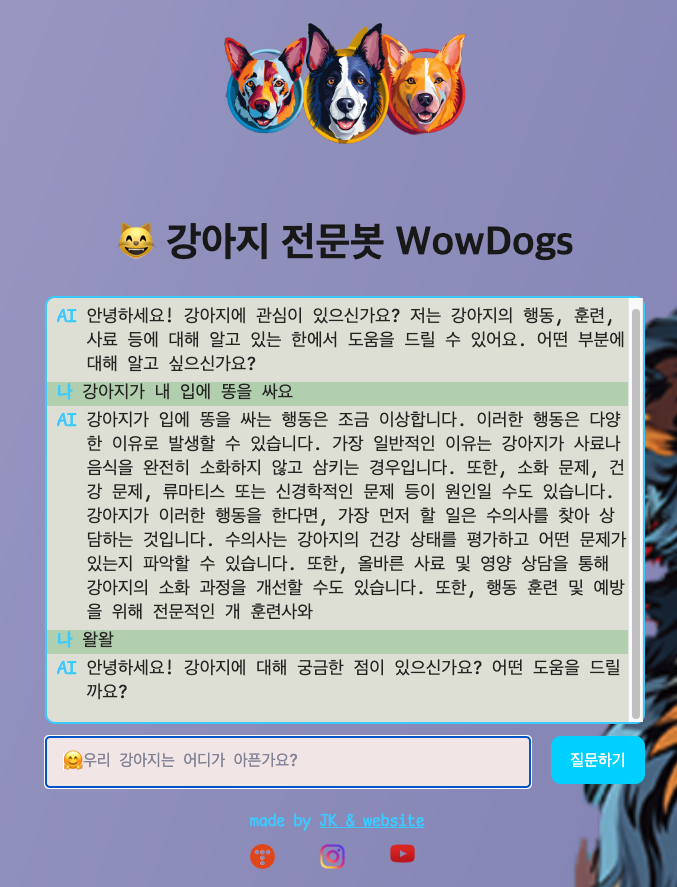 😸 강아지 전문봇 WowDogs
AI 안녕하세요! 강아지에 관심이 있으신가요? 저는 강아지의 행동, 훈련,
사료 등에 대해 알고 있는 한에서 도움을 드릴 수 있어요. 어떤 부분에
대해 알고 싶으신가요?
나 강아지가 내 입에 똥을 싸요
AI 강아지가 입에 똥을 싸는 행동은 조금 이상합니다. 이러한 행동은 다양
한 이유로 발생할 수 있습니다. 가장 일반적인 이유는 강아지가 사료나
음식을 완전히 소화하지 않고 삼키는 경우입니다. 또한, 소화 문제, 건
강 문제, 류마티스 또는 신경학적인 문제 등이 원인일 수도 있습니다.
강아지가 이러한 행동을 한다면, 가장 먼저 할 일은 수의사를 찾아 상
담하는 것입니다. 수의사는 강아지의 건강 상태를 평가하고 어떤 문제가
있는지 파악할 수 있습니다. 또한, 올바른 사료 및 영양 상담을 통해
강아지의 소화 과정을 개선할 수도 있습니다. 또한, 행동 훈련 및 예방
을 위해 전문적인 개 훈련사와
나 왈왈
AI 안녕하세요! 강아지에 대해 궁금한 점이 있으신가요? 어떤 도움을 드릴
까요?
🤗우리 강아지는 어디가 아픈가요?
질문하기
made by JK & website